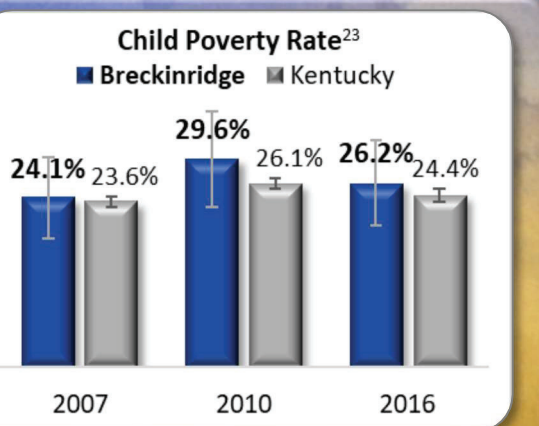 Child Poverty Rate23
Breckinridge Kentucky
24.1% 23.6%
29.6% 26.1%
26.2% 24.4%
2007 2010 2016